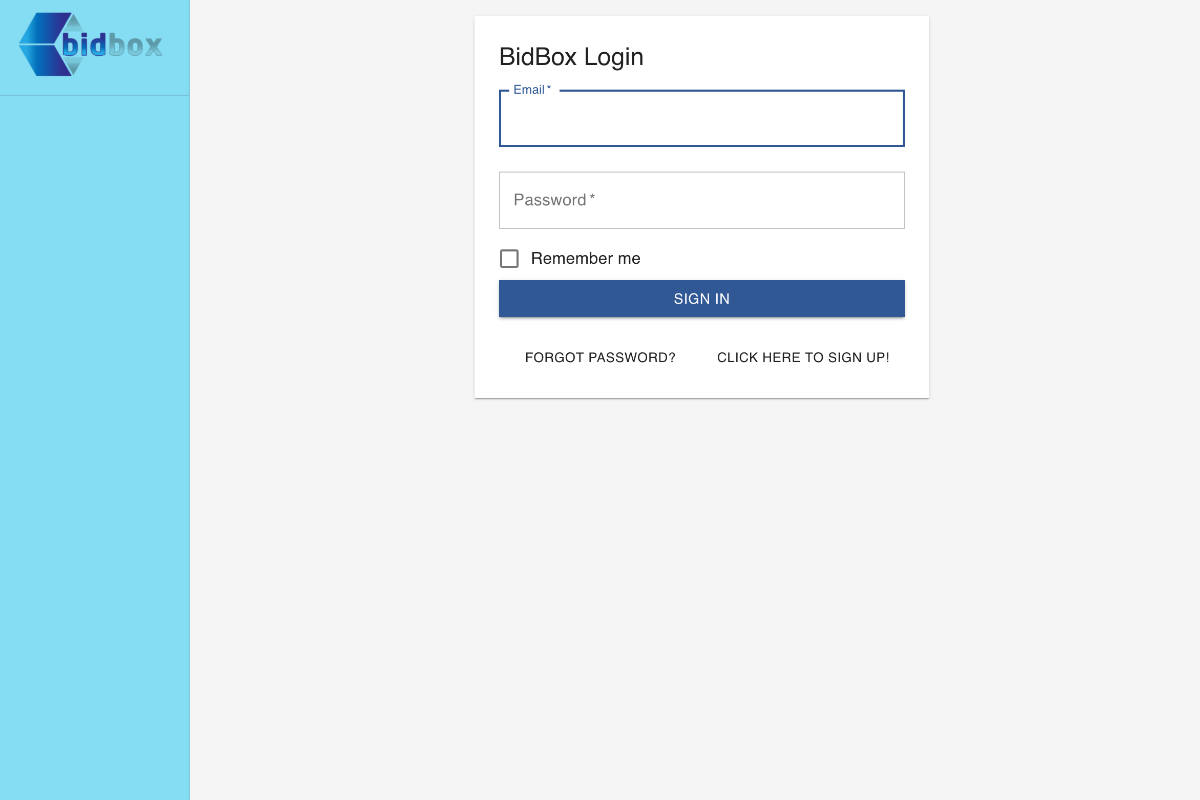 bidbox
BidBox Login
Email *
Password *
Remember me
SIGN IN
FORGOT PASSWORD?
CLICK HERE TO SIGN UP!